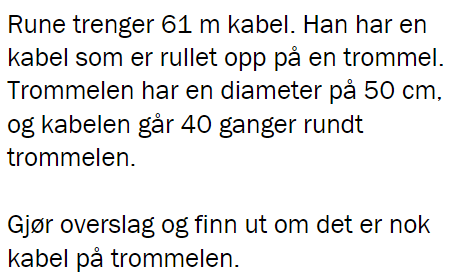 Rune trenger 61 m kabel. Han har en
kabel som er rullet opp på en trommel.
Trommelen har en diameter på 50 cm,
og kabelen går 40 ganger rundt
trommelen.

Gjør overslag og finn ut om det er nok
kabel på trommelen.